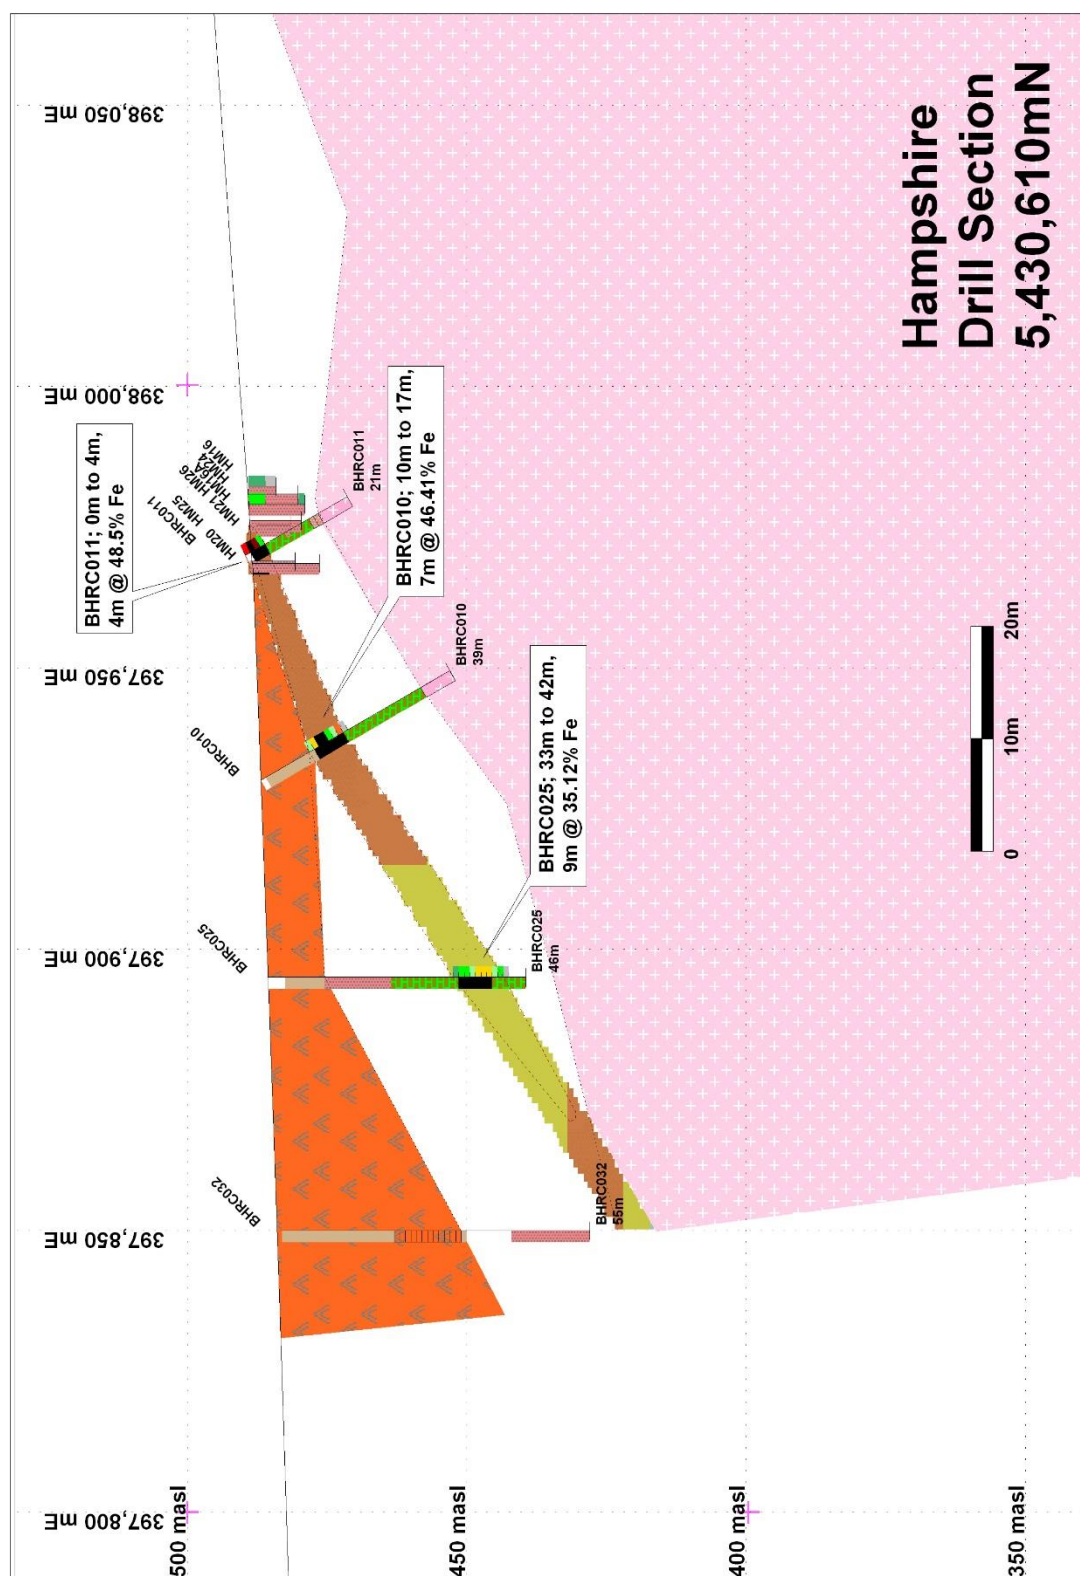 Hampshire
Drill Section
5,430,610mN
398,050 mE
398,000 mE
397,950 mE
397,900 mE
397,850 mE
397,800 mE
500 masl
450 masl
400 masl
350 masl
BHRC011; 0m to 4m,
4m @ 48.5% Fe
BHRC010; 10m to 17m,
7m @ 46.41% Fe
BHRC025; 33m to 42m,
9m @ 35.12% Fe
HM16
HM24
HM16A
HM26
HM21
HM25
BHRC011
HM20
BHRC010
BHRC025
BHRC032
BHRC011
21m
BHRC010
39m
BHRC025
46m
BHRC032
55m
0
10m
20m